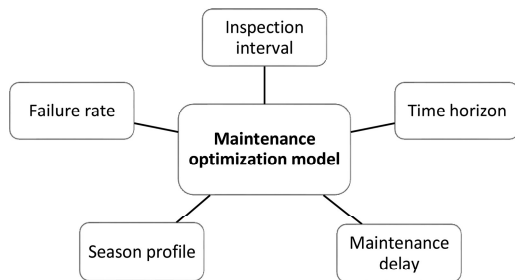 Inspection
interval
Failure rate
Time horizon
Maintenance
optimization model
Season profile
Maintenance
delay